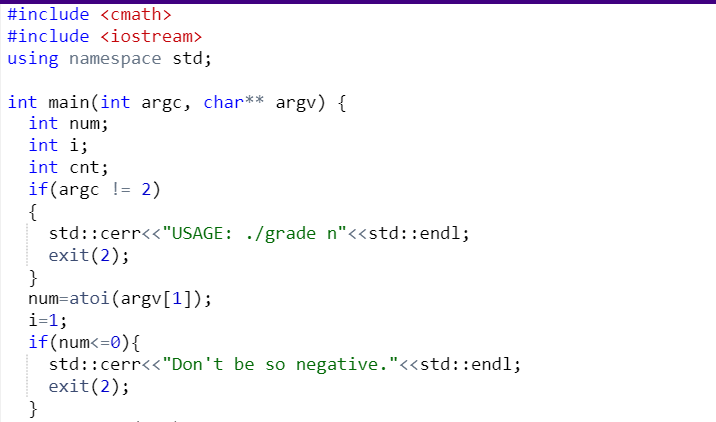 #include <cmath>
#include <iostream>
using namespace std;

int main(int argc, char** argv) {
  int num;
  int i;
  int cnt;
  if(argc != 2)
  {
    std::cerr<<"USAGE: ./grade n"<<std::endl;
    exit(2);
  }
  num=atoi(argv[1]);
  i=1;
  if(num<=0){
    std::cerr<<"Don't be so negative."<<std::endl;
    exit(2);
  }